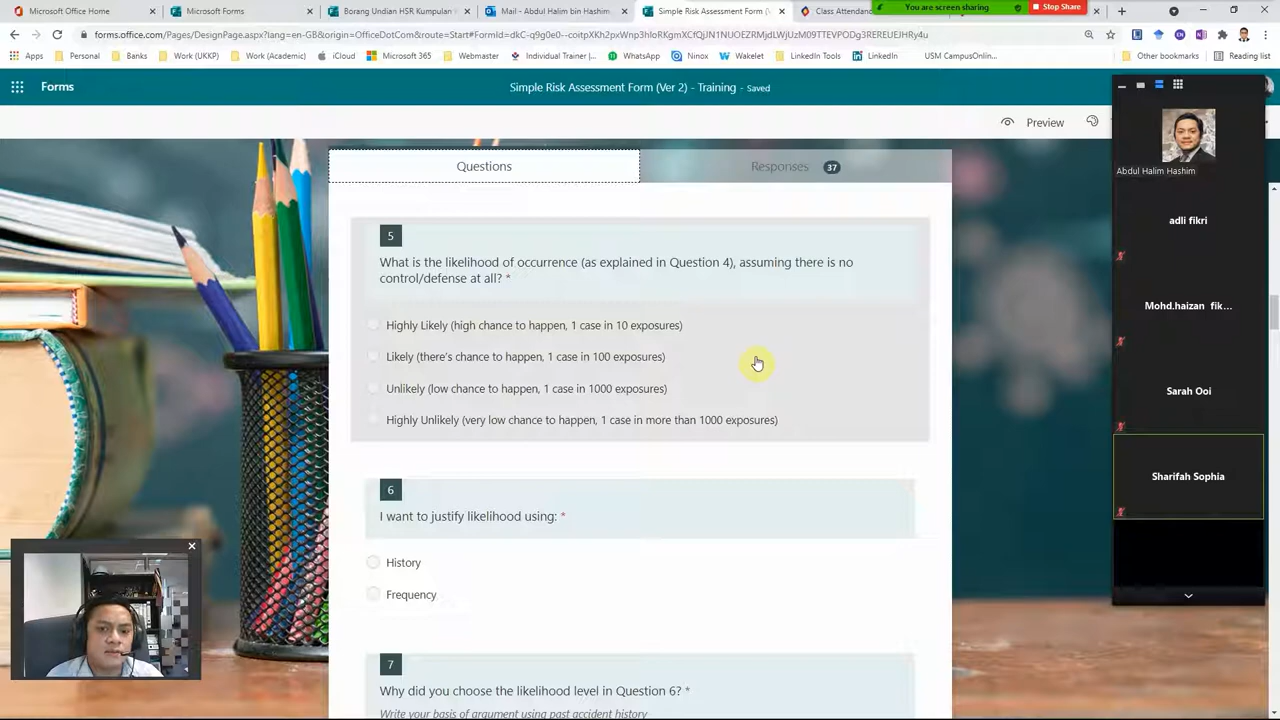 Microsoft Office Home
Microsoft Forms
Borang Undian HSR Kumpulan A
Mail - Abdul Halim bin Hashim
Simple Risk Assessment Form (V
Class Attendanc
You are screen sharing
Stop Share
forms.office.com/Pages/DesignPage.aspx?lang=en-GB&origin=OfficeDotCom&route=Start#FormId=
Apps
Personal
Work (UKKP)
Work (Academic)
iCloud
Microsoft 365
Entertainment
Individual Trainer |...
WhatsApp
Ninox
Wakelet
LinkedIn Tools
LinkedIn
USM CampusOnlin...
Other bookmarks
Reading list
Forms
Simple Risk Assessment Form (Ver 2) - Training - Saved
Preview
Questions
Responses 37
5
What is the likelihood of occurrence (as explained in Question 4), assuming there is no
control/defense at all? *
Highly Likely (high chance to happen, 1 case in 10 exposures)
Likely (there's chance to happen, 1 case in 100 exposures)
Unlikely (low chance to happen, 1 case in 1000 exposures)
Highly Unlikely (very low chance to happen, 1 case in more than 1000 exposures)
6
I want to justify likelihood using: *
History
Frequency
7
Why did you choose the likelihood level in Question 6? *
Write your basis of argument using past accident history
Abdul Halim Hashim
adli fikri
Mohd.haizan fik...
Sarah Ooi
Sharifah Sophia